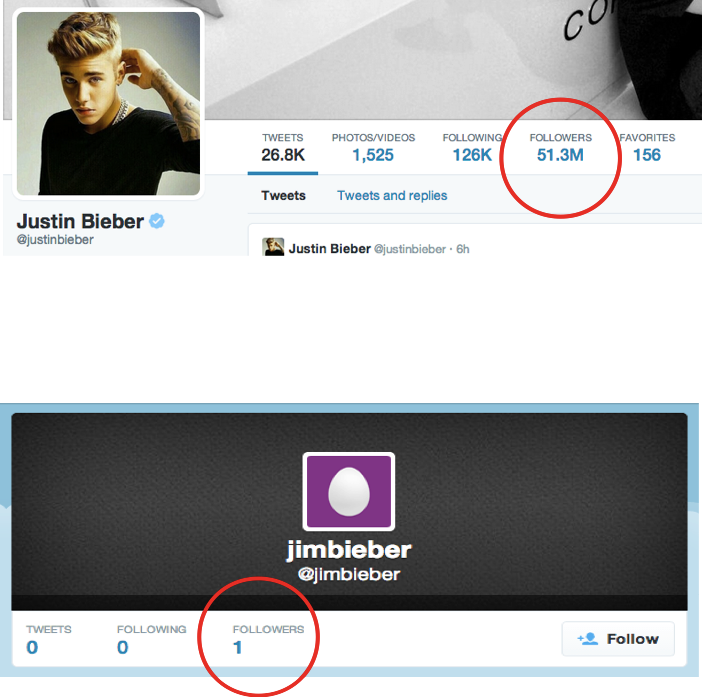 CO
TWEETS PHOTOS/VIDEOS FOLLOWING FOLLOWERS FAVORITES
26.8K 1,525 126K 51.3M 156
Tweets Tweets and replies
Justin Bieber
@justinbieber
Justin Bieber @justinbieber · 6h
jimbieber
@jimbieber
TWEETS FOLLOWING FOLLOWERS
0 0 1
Follow